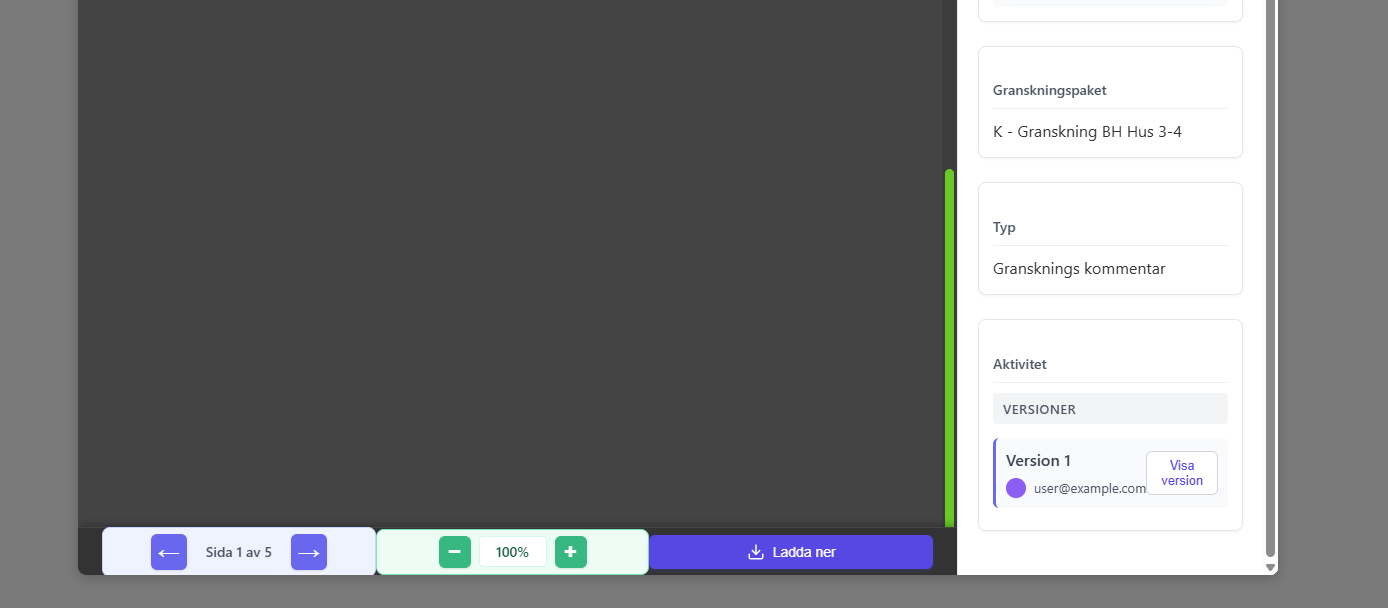 Granskningspaket
K - Granskning BH Hus 3-4
Typ
Gransknings kommentar
Aktivitet
VERSIONER
Version 1
user@example.com
Visa
version
Sida 1 av 5
100%
Ladda ner